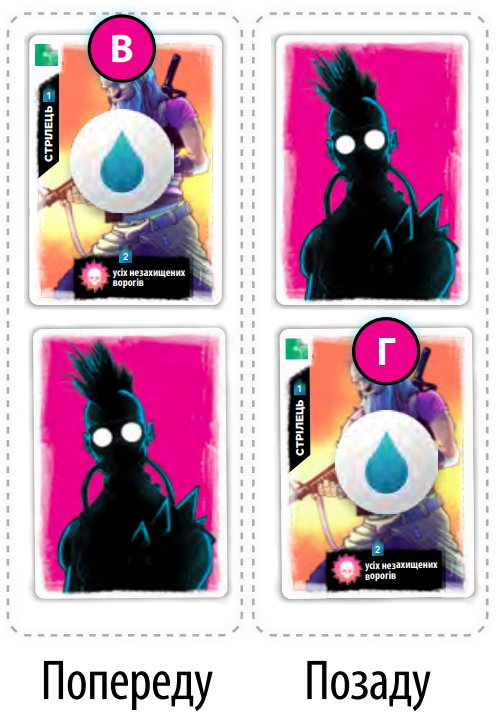 В
СТРІЛЕЦЬ 1
2
усіх незахищених
ворогів
Г
СТРІЛЕЦЬ 1
2
усіх незахищених
ворогів
Попереду
Позаду